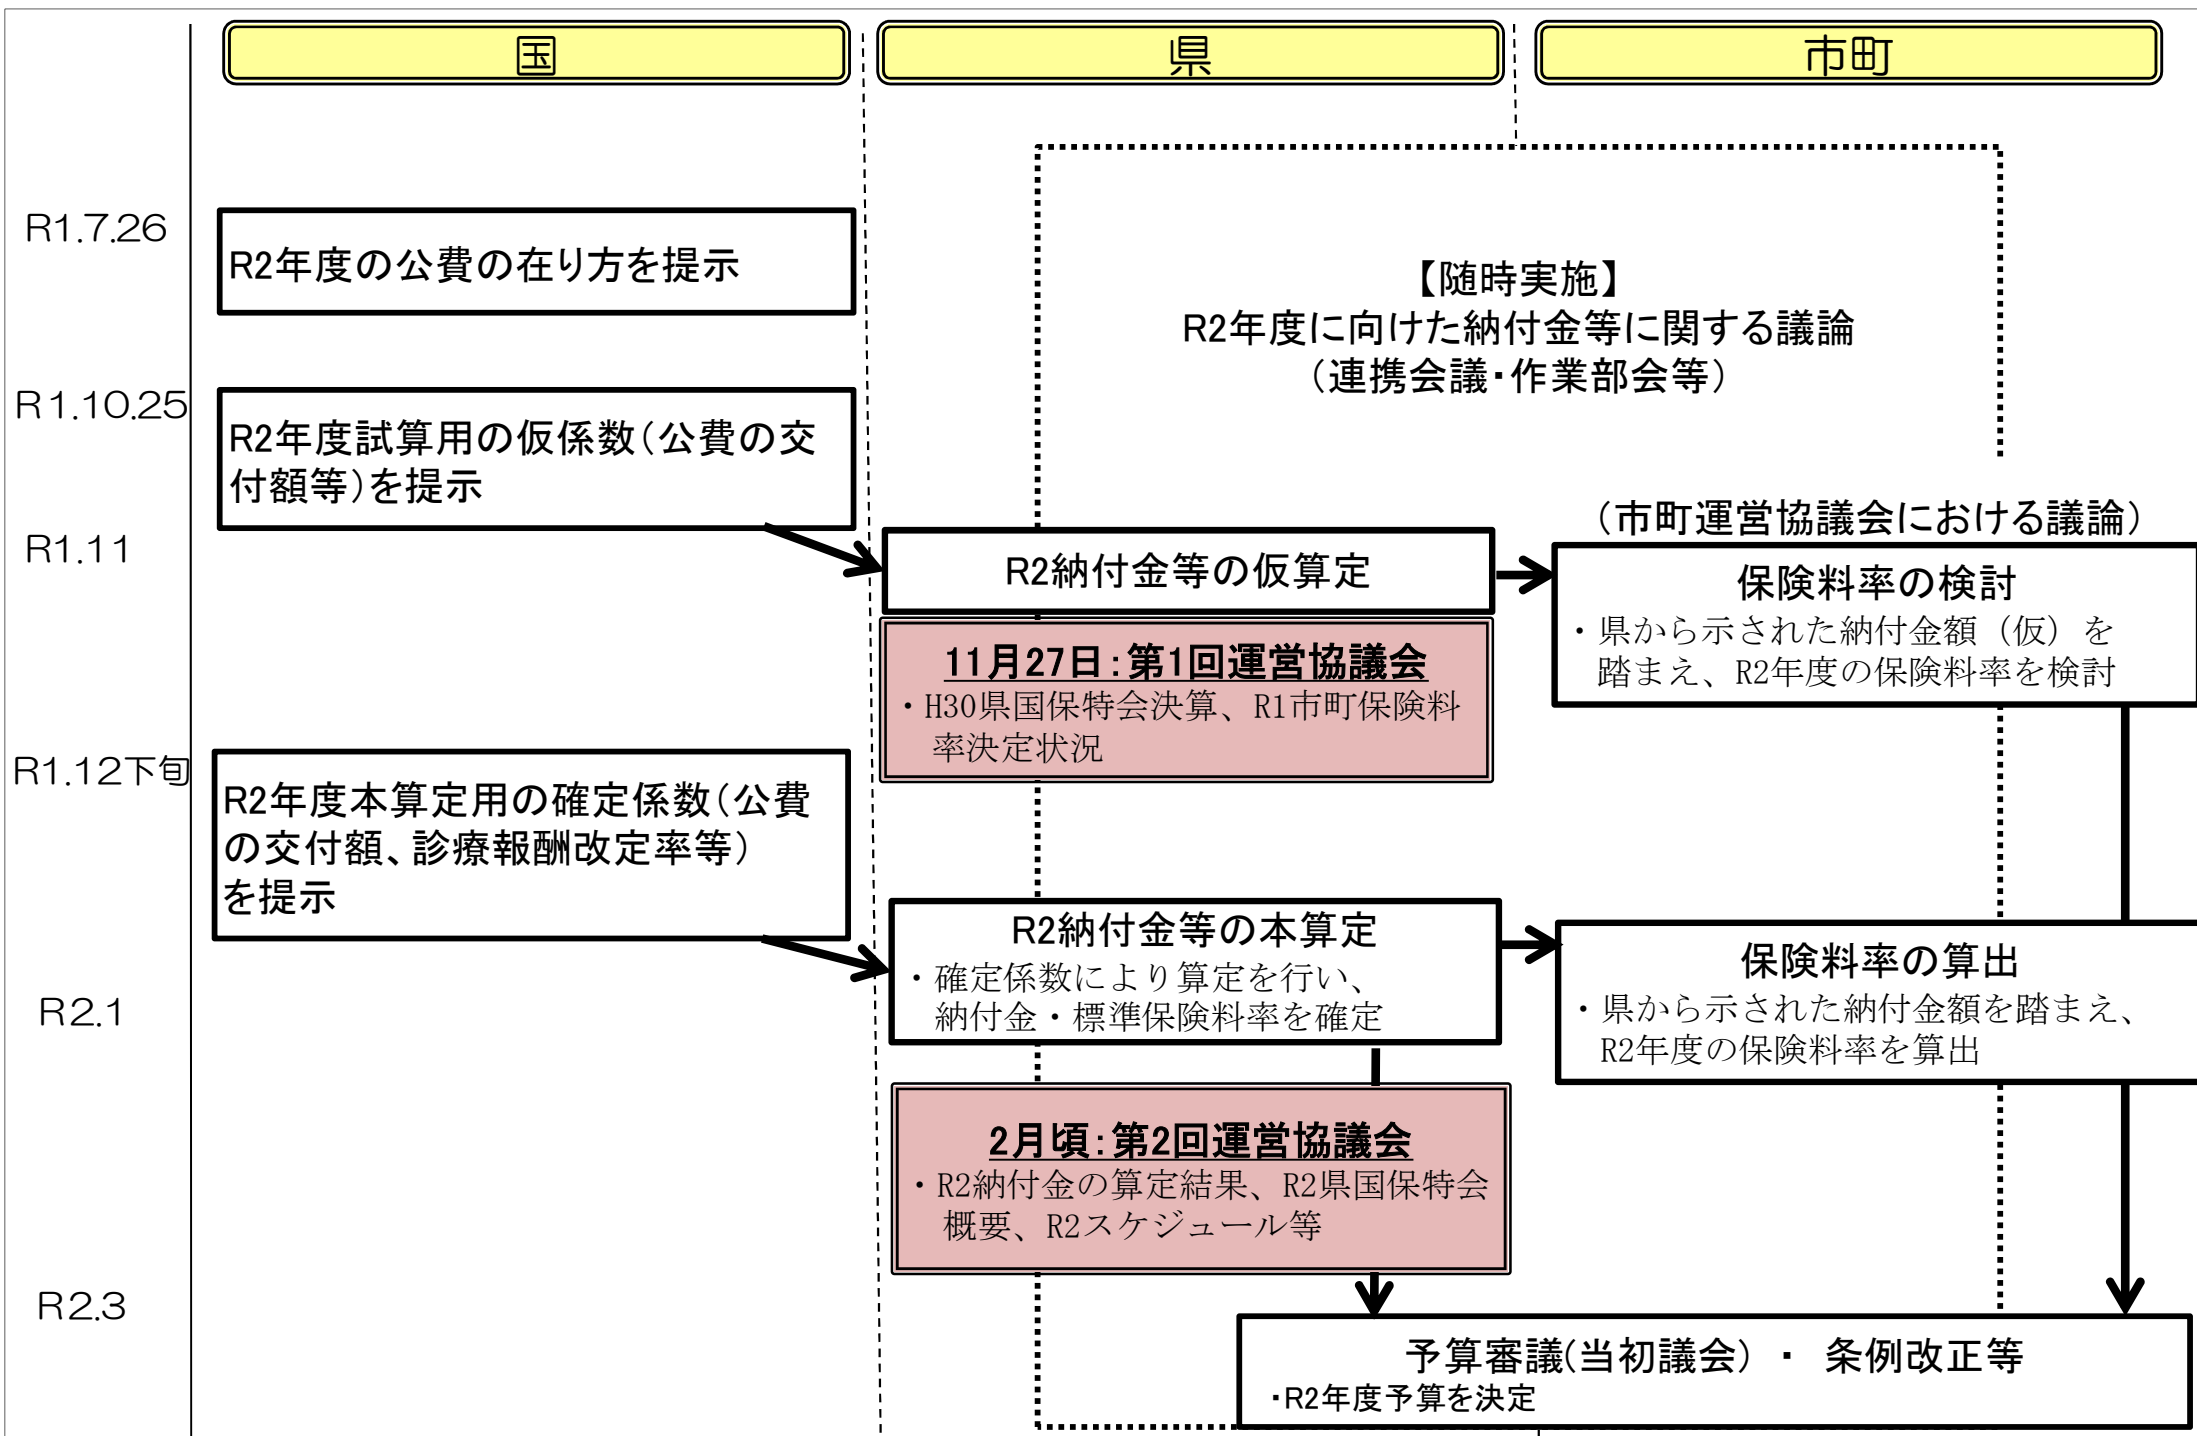 国
県
市町
R1.7.26
R2年度の公費の在り方を提示
【随時実施】
R2年度に向けた納付金等に関する議論
（連携会議・作業部会等）
R1.10.25
R2年度試算用の仮係数（公費の交
付額等）を提示
（市町運営協議会における議論）
R1.11
R2納付金等の仮算定
保険料率の検討
・県から示された納付金額（仮）を
踏まえ、R2年度の保険料率を検討
11月27日：第1回運営協議会
・H30県国保特会決算、R1市町保険料
率決定状況
R1.12下旬
R2年度本算定用の確定係数（公費
の交付額、診療報酬改定率等）
を提示
R2納付金等の本算定
・確定係数により算定を行い、
納付金・標準保険料率を確定
保険料率の算出
・県から示された納付金額を踏まえ、
R2年度の保険料率を算出
R2.1
2月頃：第2回運営協議会
・R2納付金の算定結果、R2県国保特会
概要、R2スケジュール等
R2.3
予算審議(当初議会）・ 条例改正等
・R2年度予算を決定